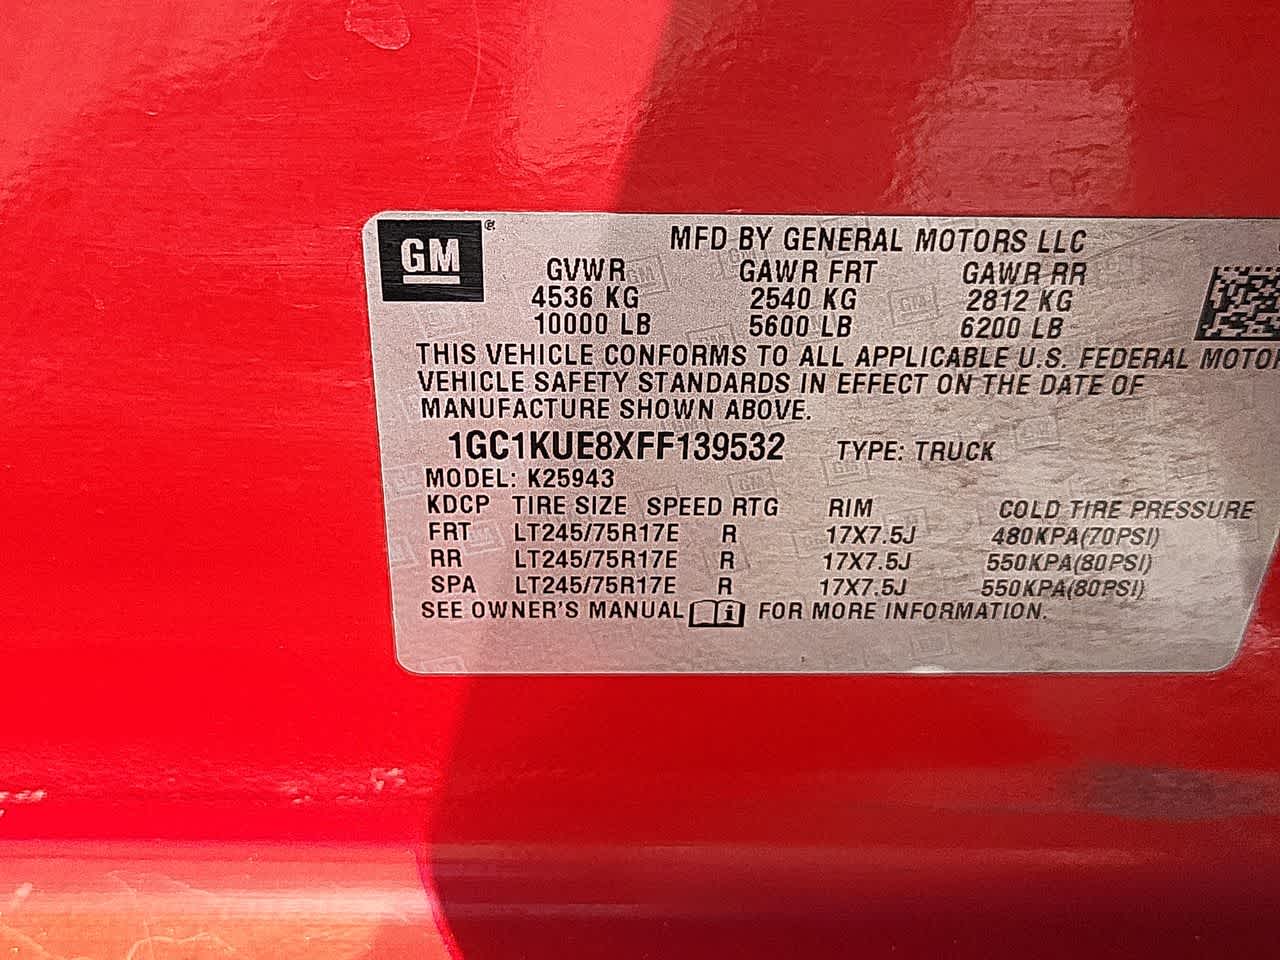 GM
MFD BY GENERAL MOTORS LLC
GVWR GAWR FRT GAWR RR
4536 KG 2540 KG 2812 KG
10000 LB 5600 LB 6200 LB
THIS VEHICLE CONFORMS TO ALL APPLICABLE U.S. FEDERAL MOTOR
VEHICLE SAFETY STANDARDS IN EFFECT ON THE DATE OF
MANUFACTURE SHOWN ABOVE.
1GC1KUE8XFF139532 TYPE: TRUCK
MODEL: K25943
KDCP TIRE SIZE SPEED RTG RIM COLD TIRE PRESSURE
FRT LT245/75R17E R 17X7.5J 480KPA(70PSI)
RR LT245/75R17E R 17X7.5J 550KPA(80PSI)
SPA LT245/75R17E R 17X7.5J 550KPA(80PSI)
SEE OWNER'S MANUAL i FOR MORE INFORMATION.